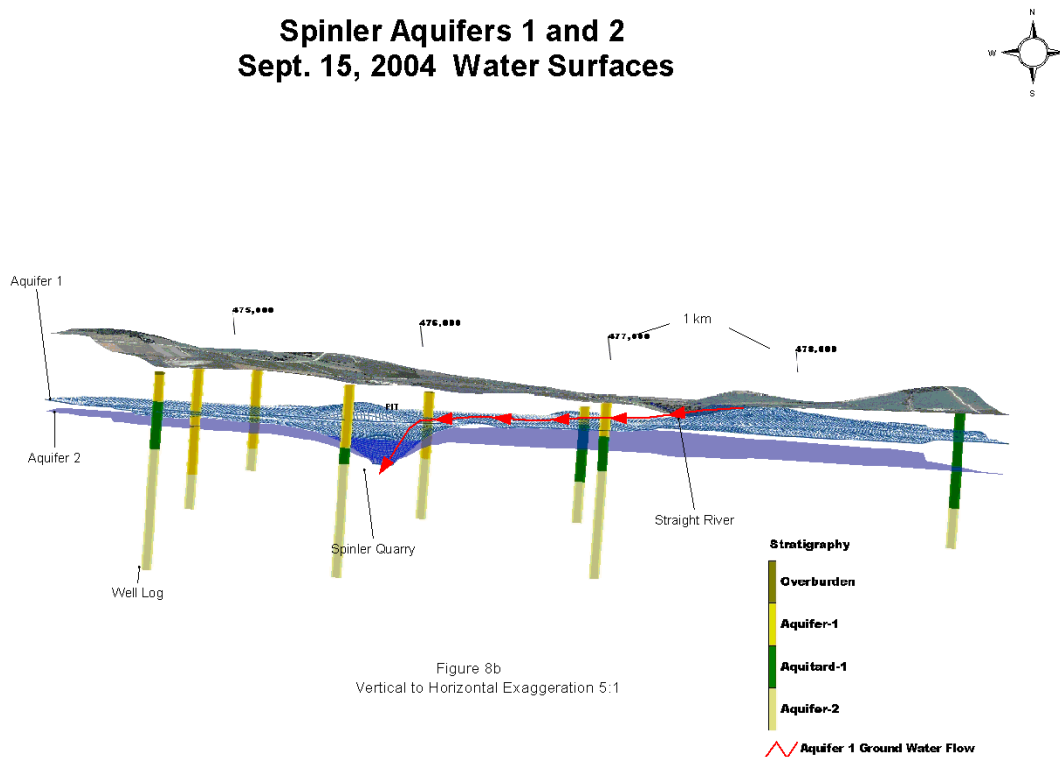 Spinler Aquifers 1 and 2
Sept. 15, 2004 Water Surfaces
N
W
S
Aquifer 1
475,000
476,000
477,000
1 km
478,000
PIT
Aquifer 2
Straight River
Spinler Quarry
Well Log
Stratigraphy
Overburden
Aquifer-1
Aquitard-1
Aquifer-2
Aquifer 1 Ground Water Flow
Figure 8b
Vertical to Horizontal Exaggeration 5:1